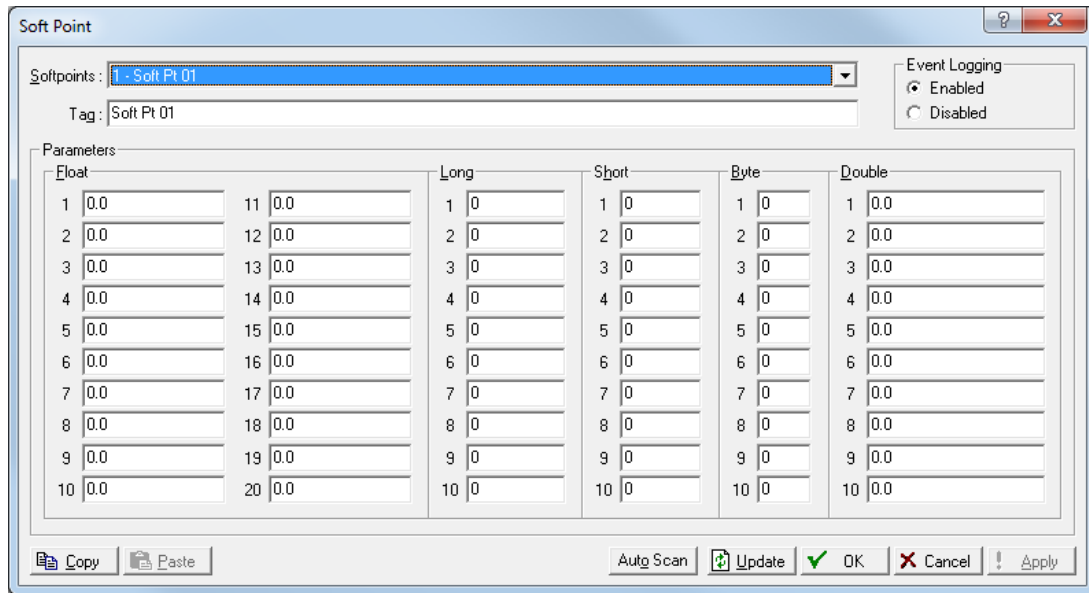 Soft Point
Softpoints : 1 - Soft Pt 01
Tag : Soft Pt 01
Event Logging
Enabled
Disabled
Parameters
Float Long Short Byte Double
1 0.0 11 0.0 1 0 1 0 1 0 1 0.0
2 0.0 12 0.0 2 0 2 0 2 0 2 0.0
3 0.0 13 0.0 3 0 3 0 3 0 3 0.0
4 0.0 14 0.0 4 0 4 0 4 0 4 0.0
5 0.0 15 0.0 5 0 5 0 5 0 5 0.0
6 0.0 16 0.0 6 0 6 0 6 0 6 0.0
7 0.0 17 0.0 7 0 7 0 7 0 7 0.0
8 0.0 18 0.0 8 0 8 0 8 0 8 0.0
9 0.0 19 0.0 9 0 9 0 9 0 9 0.0
10 0.0 20 0.0 10 0 10 0 10 0 10 0.0
Copy Paste Auto Scan Update OK Cancel ! Apply